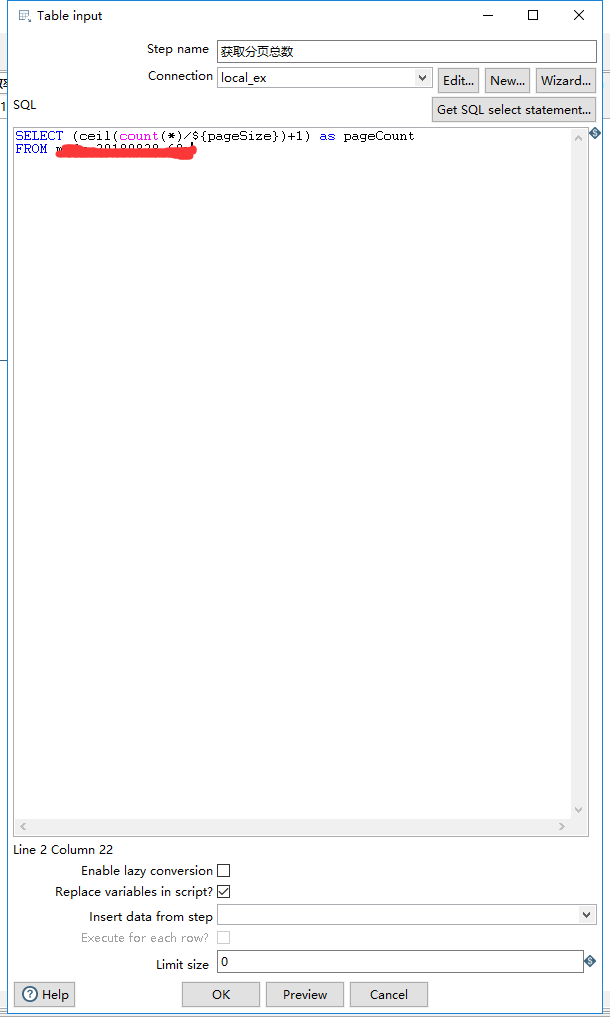 Table input
Step name 获取分页总数
Connection local_ex Edit... New... Wizard...
SQL Get SQL select statement...
SELECT (ceil(count(*)/${pageSize})+1) as pageCount
FROM
Line 2 Column 22
Enable lazy conversion
Replace variables in script?
Insert data from step
Execute for each row?
Limit size 0
Help OK Preview Cancel